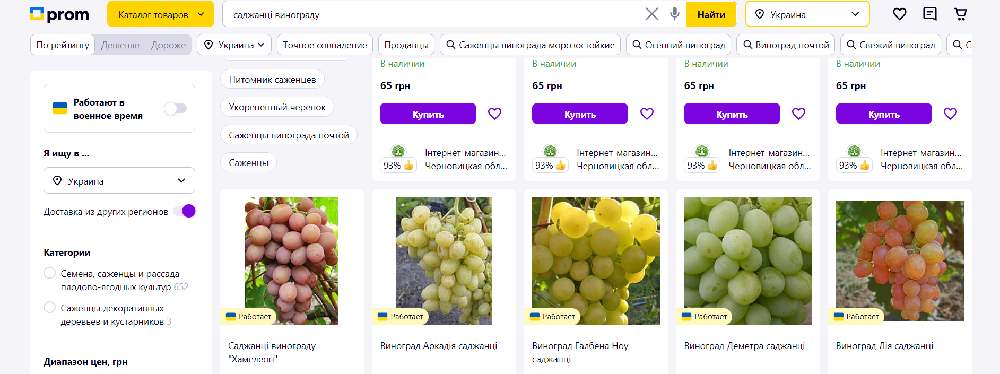 prom
Каталог товаров
саджанці винограду
Найти
Украина
По рейтингу
Дешевле
Дороже
Украина
Точное совпадение
Продавцы
Саженцы винограда морозостойкие
Осенний виноград
Виноград почтой
Свежий виноград
Работают в
военное время
Я ищу в ...
Украина
Доставка из других регионов
Категории
Семена, саженцы и рассада
плодово-ягодных культур 652
Саженцы декоративных
деревьев и кустарников 3
Диапазон цен, грн
Питомник саженцев
Укорененный черенок
Саженцы винограда почтой
Саженцы
В наличии
65 грн
Купить
93%
Інтернет-магазин...
Черновицкая обл...
В наличии
65 грн
Купить
93%
Інтернет-магазин...
Черновицкая обл...
В наличии
65 грн
Купить
93%
Інтернет-магазин...
Черновицкая обл...
В наличии
65 грн
Купить
93%
Інтернет-магазин...
Черновицкая обл...
Работает
Саджанці винограду
"Хамелеон"
Работает
Виноград Аркадія саджанці
Работает
Виноград Галбена Ноу
саджанці
Работает
Виноград Деметра саджанці
Работает
Виноград Лія саджанці